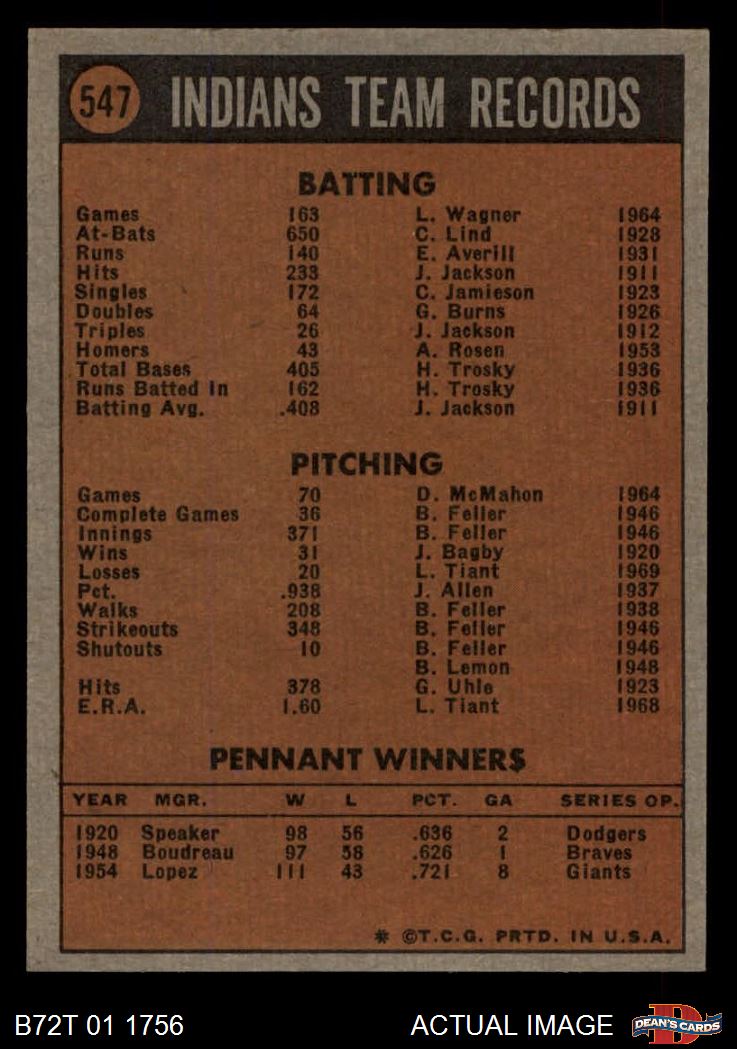 547 INDIANS TEAM RECORDS
BATTING
Games 163 L. Wagner 1964
At-Bats 650 C. Lind 1928
Runs 140 E. Averill 1931
Hits 233 J. Jackson 1911
Singles 172 C. Jamieson 1923
Doubles 64 G. Burns 1926
Triples 26 J. Jackson 1912
Homers 43 A. Rosen 1953
Total Bases 405 H. Trosky 1936
Runs Batted In 162 H. Trosky 1936
Batting Avg. .408 J. Jackson 1911
PITCHING
Games 70 D. McMahon 1964
Complete Games 36 B. Feller 1946
Innings 371 B. Feller 1946
Wins 31 J. Bagby 1920
Losses 20 L. Tiant 1969
Pct. .938 J. Allen 1937
Walks 208 B. Feller 1938
Strikeouts 348 B. Feller 1946
Shutouts 10 B. Feller 1946
B. Lemon 1948
Hits 378 G. Uhle 1923
E.R.A. 1.60 L. Tiant 1968
PENNANT WINNERS
YEAR MGR. W L PCT. GA SERIES OP.
1920 Speaker 98 56 .636 2 Dodgers
1948 Boudreau 97 58 .626 1 Braves
1954 Lopez 111 43 .721 8 Giants
* ©T.C.G. PRTD. IN U.S.A.
B72T 01 1756 ACTUAL IMAGE D DEAN'S CARDS